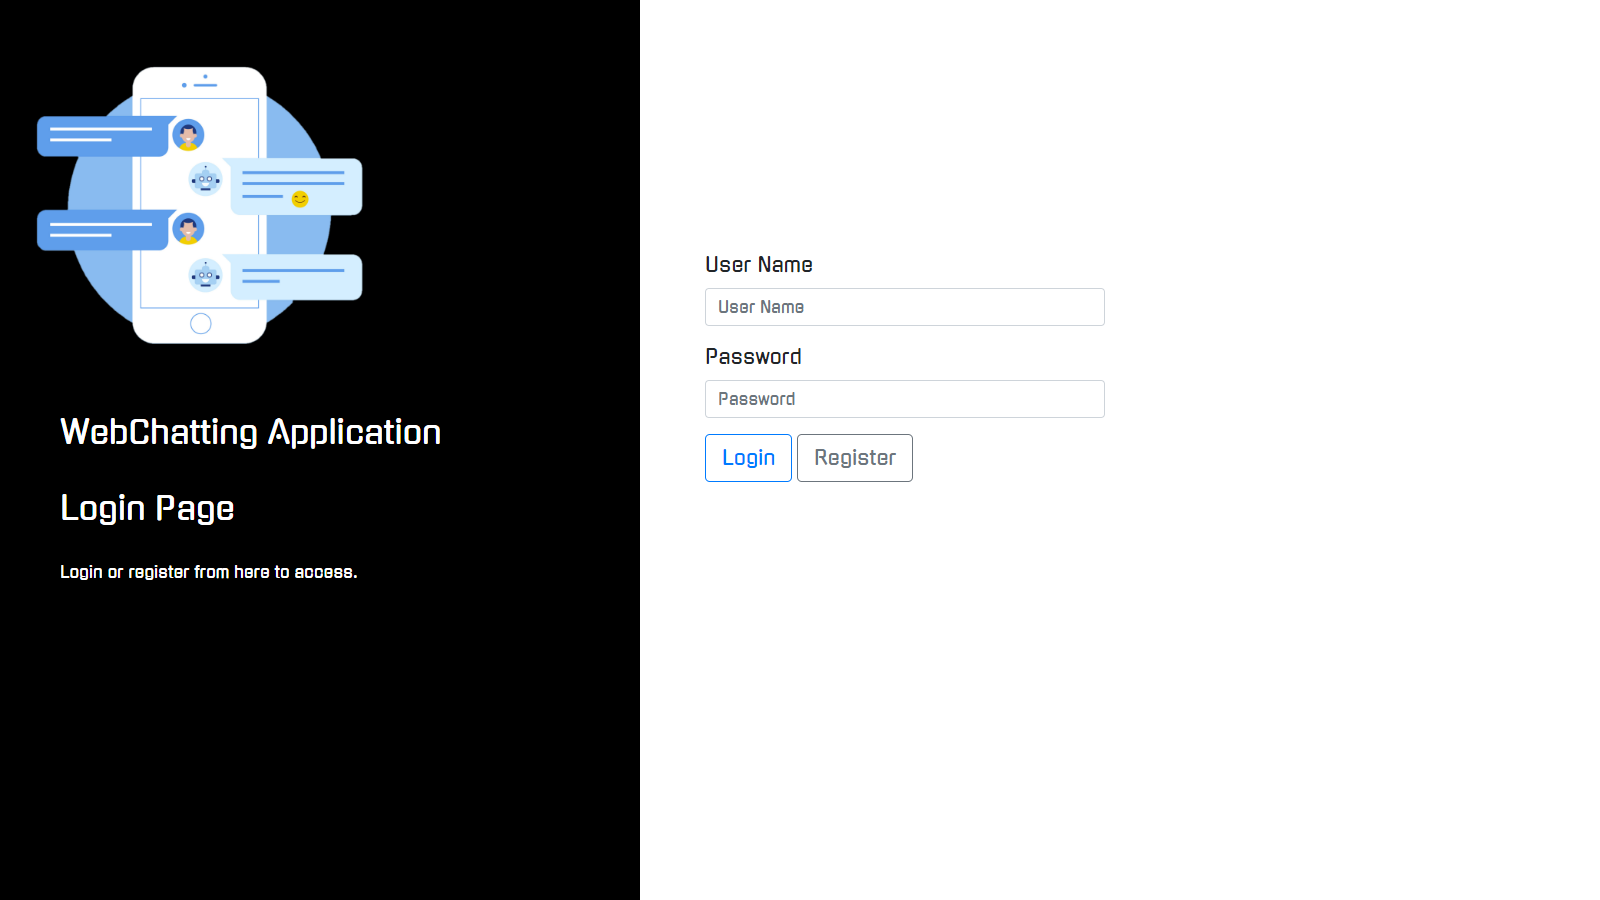 WebChatting Application
Login Page
Login or register from here to access.
User Name
User Name
Password
Password
Login
Register